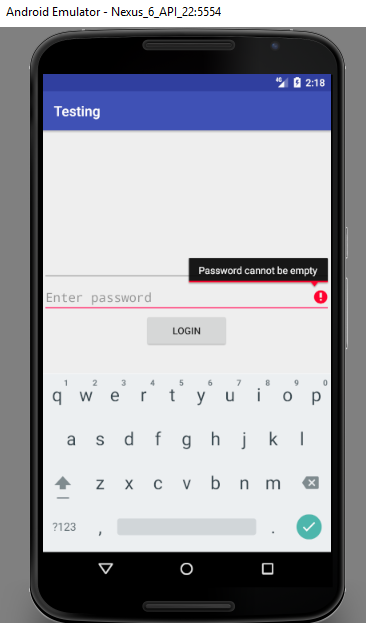 Android Emulator - Nexus_6_API_22:5554
4G 2:18
Testing
Password cannot be empty
Enter password
LOGIN
1 2 3 4 5 6 7 8 9 0
q w e r t y u i o p
a s d f g h j k l
z x c v b n m
?123 , .